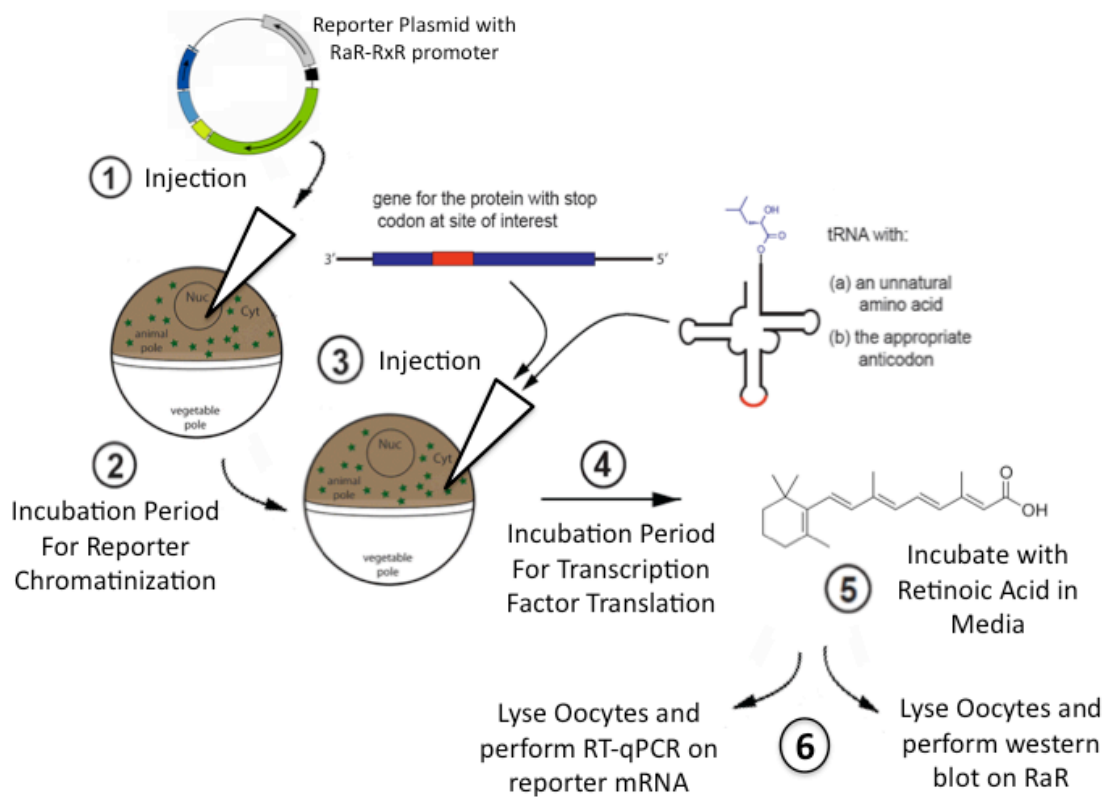 Reporter Plasmid with
RaR-RxR promoter
1 Injection
gene for the protein with stop
codon at site of interest
3’
5’
OH
O
O
tRNA with:
(a) an unnatural
amino acid
(b) the appropriate
anticodon
Nuc
Cyt
animal
pole
vegetable
pole
3 Injection
2
Incubation Period
For Reporter
Chromatinization
Nuc
Cyt
animal
pole
vegetable
pole
4
Incubation Period
For Transcription
Factor Translation
O
OH
5
Incubate with
Retinoic Acid in
Media
6
Lyse Oocytes and
perform RT-qPCR on
reporter mRNA
Lyse Oocytes and
perform western
blot on RaR